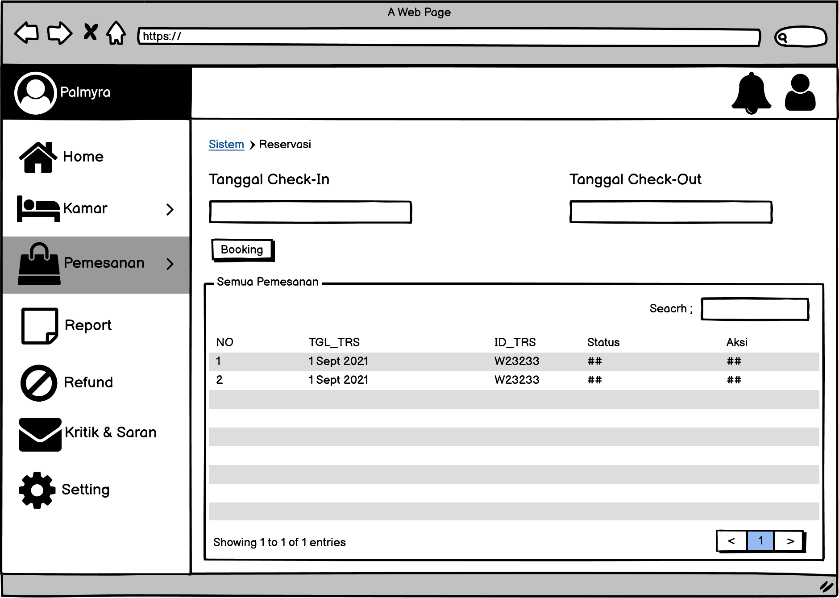 A Web Page
https://
Palmyra
Home
Kamar
Pemesanan
Report
Refund
Kritik & Saran
Setting
Sistem > Reservasi
Tanggal Check-In Tanggal Check-Out
Booking
Semua Pemesanan
Seacrh ;
NO TGL_TRS ID_TRS Status Aksi
1 1 Sept 2021 W23233 ## ##
2 1 Sept 2021 W23233 ## ##
Showing 1 to 1 of 1 entries
< 1 >